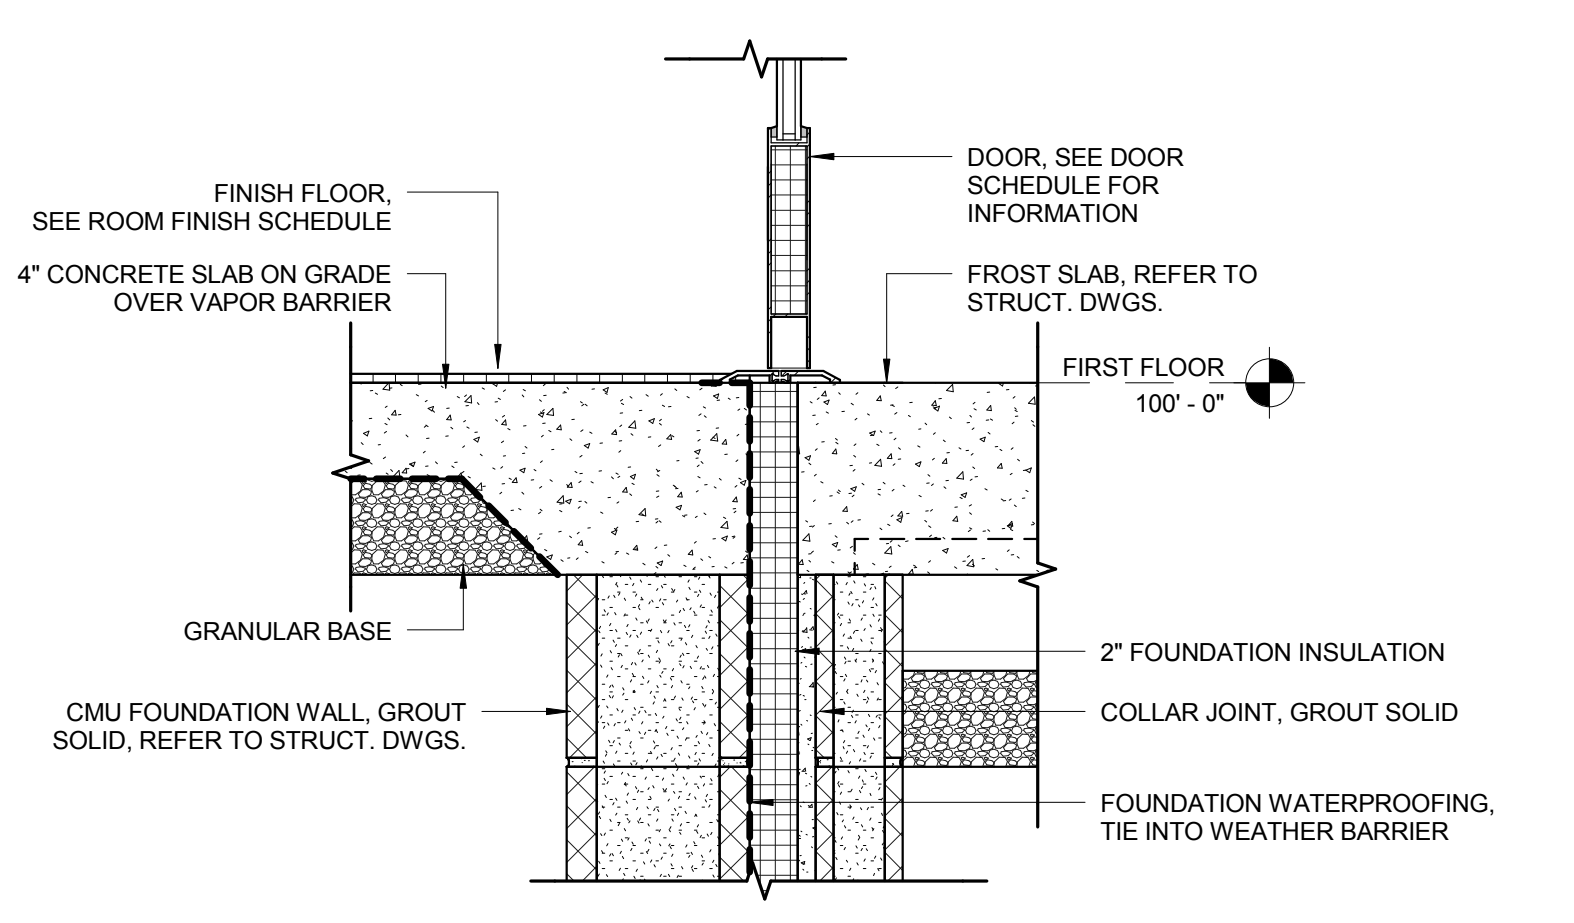 DOOR, SEE DOOR
SCHEDULE FOR
INFORMATION
FINISH FLOOR,
SEE ROOM FINISH SCHEDULE
4" CONCRETE SLAB ON GRADE
OVER VAPOR BARRIER
FROST SLAB, REFER TO
STRUCT. DWGS.
FIRST FLOOR
100' - 0"
GRANULAR BASE
2" FOUNDATION INSULATION
CMU FOUNDATION WALL, GROUT
SOLID, REFER TO STRUCT. DWGS.
COLLAR JOINT, GROUT SOLID
FOUNDATION WATERPROOFING,
TIE INTO WEATHER BARRIER